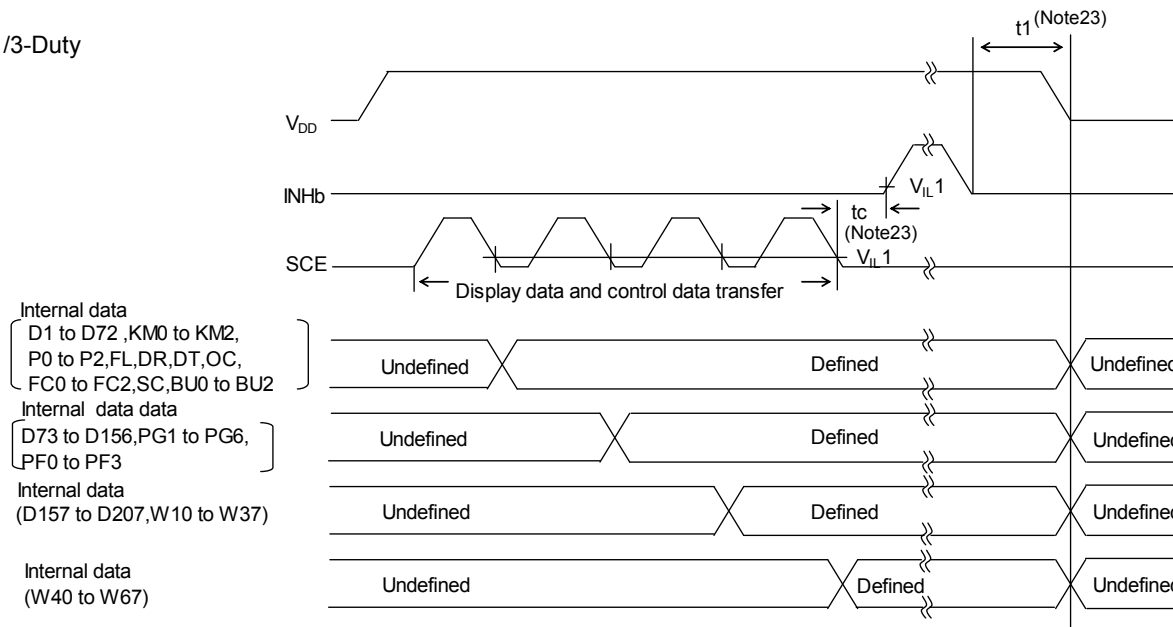 t1(Note23)
/3-Duty
VDD
INHb
VIL1
tc
(Note23)
SCE
VIL1
Display data and control data transfer
Internal data
D1 to D72 ,KM0 to KM2,
P0 to P2,FL,DR,DT,OC,
FC0 to FC2,SC,BU0 to BU2
Undefined
Defined
Undefined
Internal data data
D73 to D156,PG1 to PG6,
PF0 to PF3
Undefined
Defined
Undefined
Internal data
(D157 to D207,W10 to W37)
Undefined
Defined
Undefined
Internal data
(W40 to W67)
Undefined
Defined
Undefined